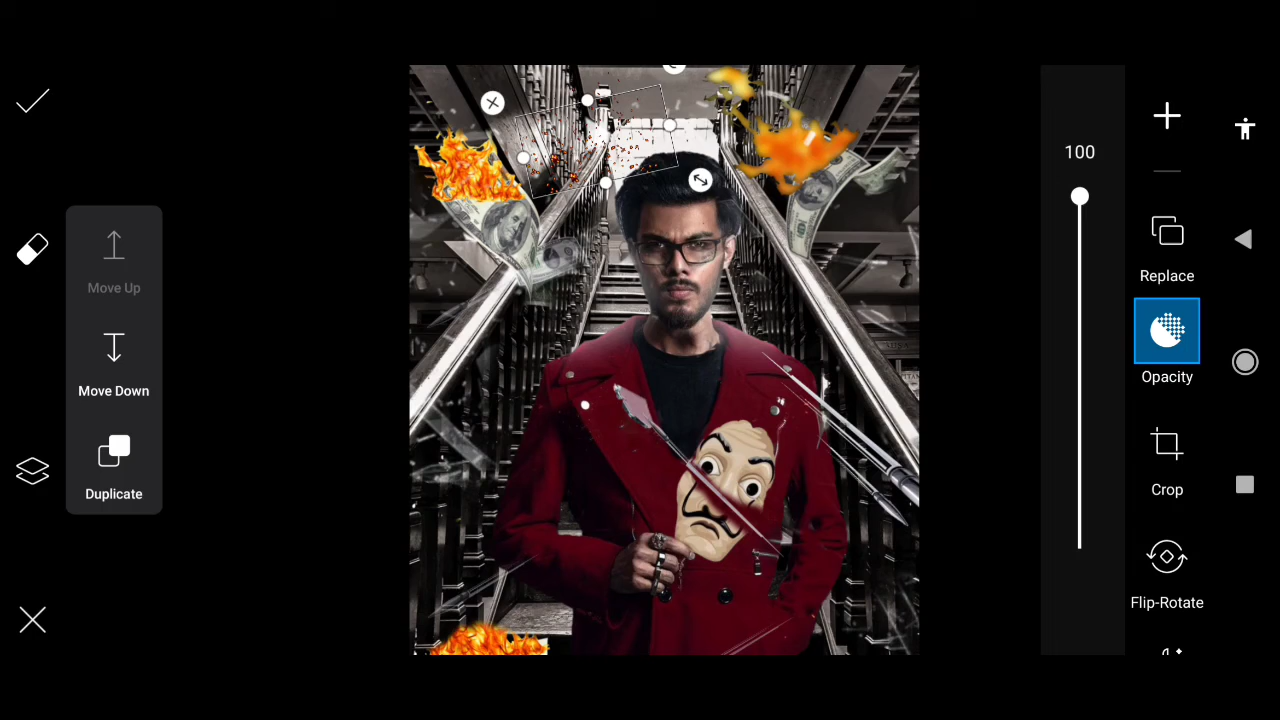 Move Up
Move Down
Duplicate
100
Replace
Opacity
Crop
Flip-Rotate